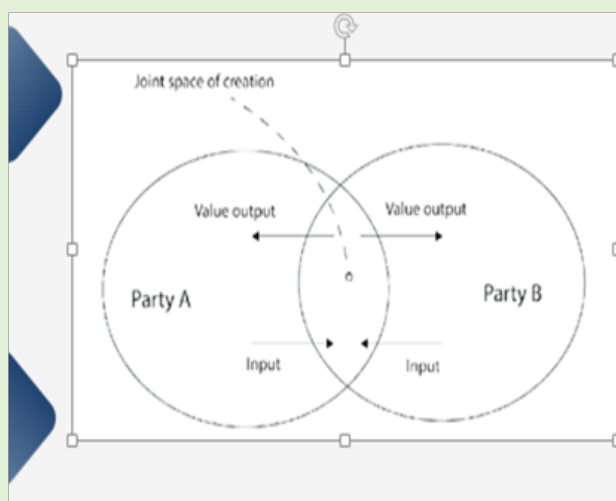 Joint space of creation
Value output
Value output
Party A
Party B
Input
Input